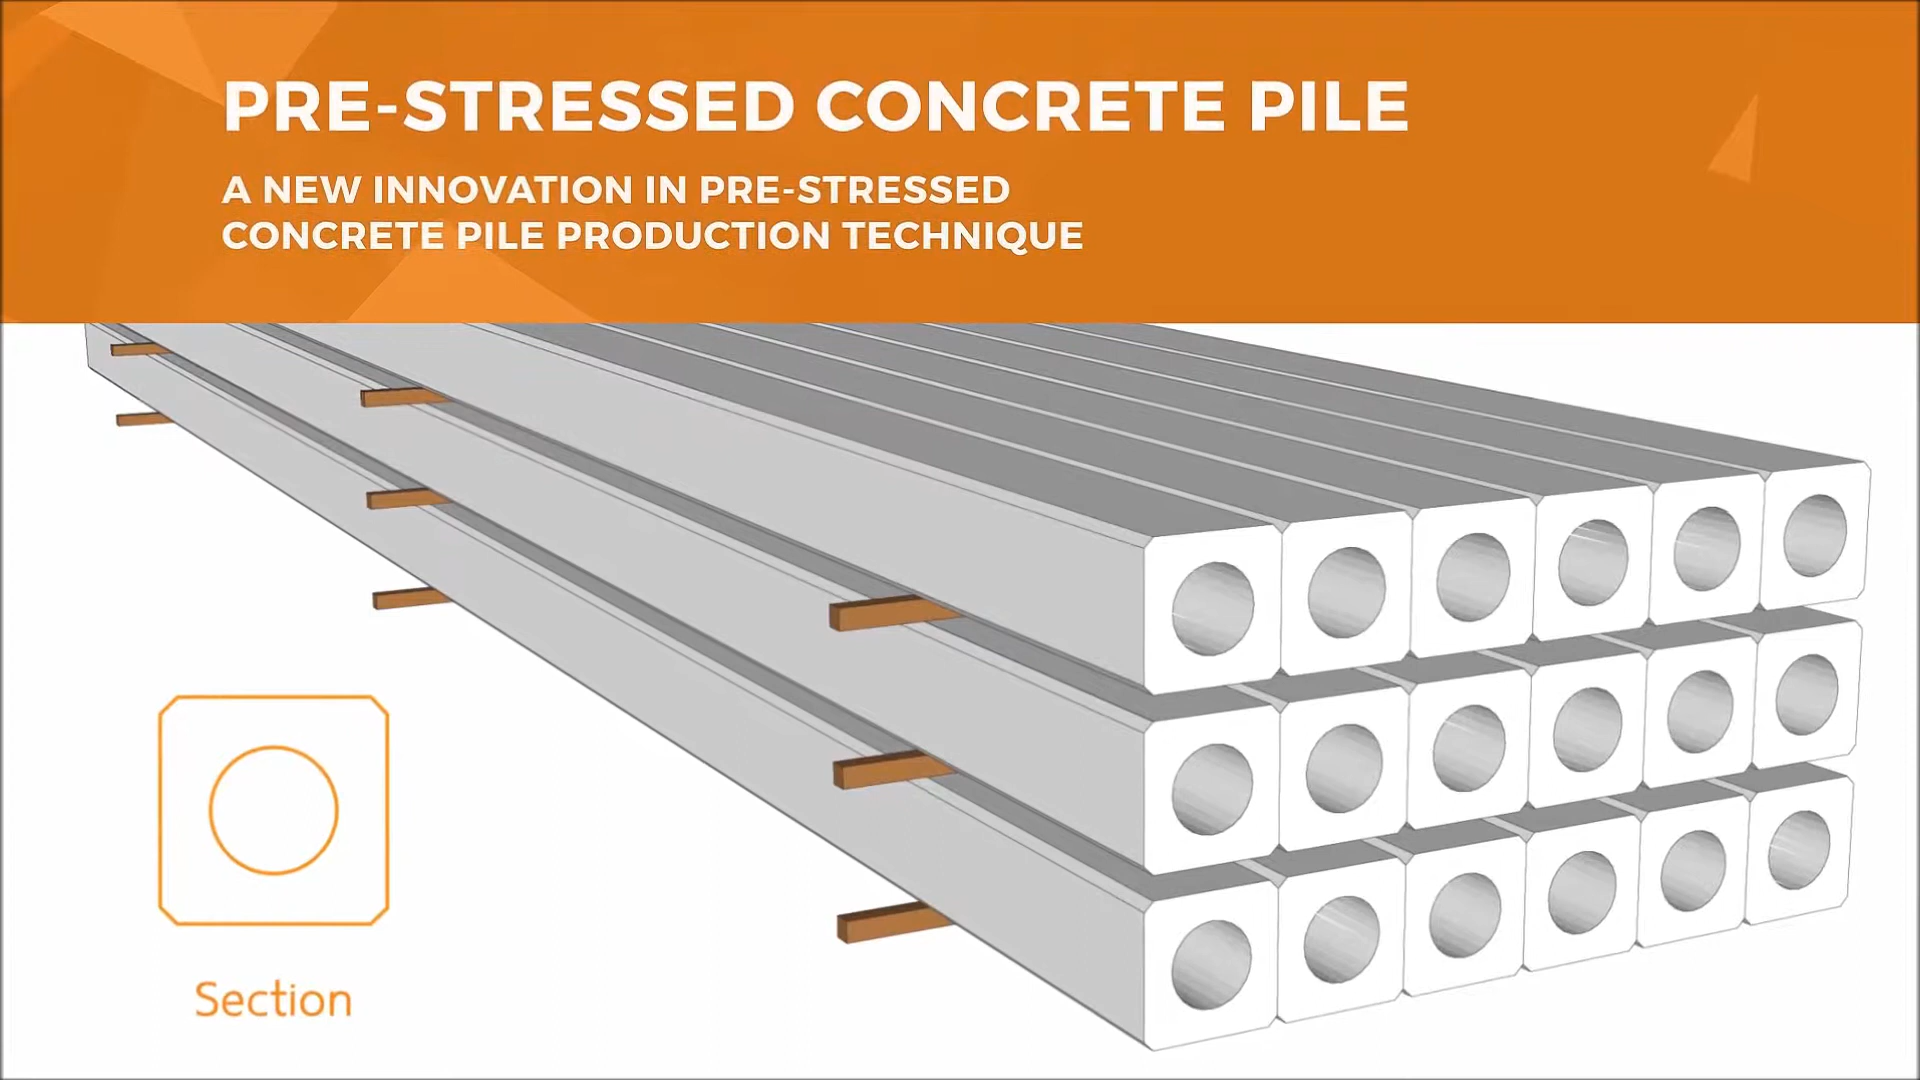 PRE-STRESSED CONCRETE PILE
A NEW INNOVATION IN PRE-STRESSED
CONCRETE PILE PRODUCTION TECHNIQUE
Section